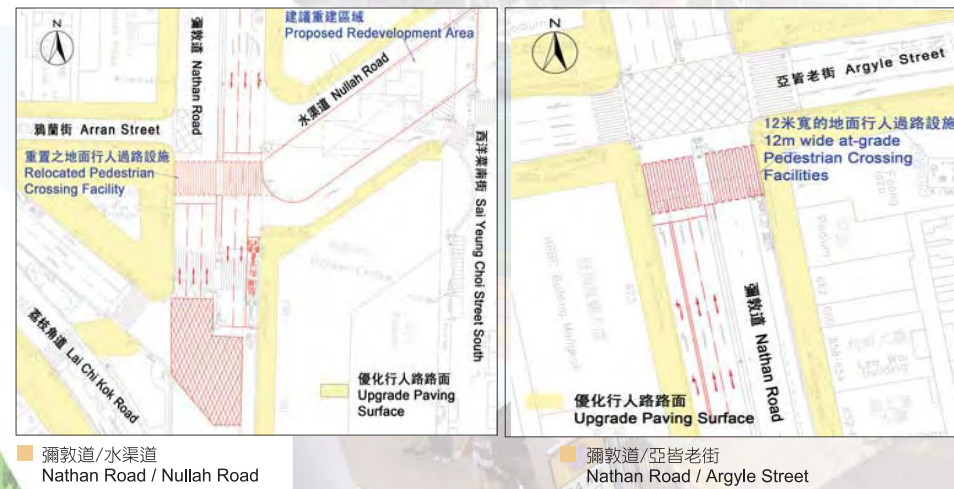 N
彌敦道 Nathan Road
建議重建區域
Proposed Redevelopment Area
水渠道 Nullah Road
鴉蘭街 Arran Street
重置之地面行人過路設施
Relocated Pedestrian
Crossing Facility
西洋菜南街 Sai Yeung Choi Street South
荔枝角道 Lai Chi Kok Road
優化行人路路面
Upgrade Paving
Surface
彌敦道/水渠道
Nathan Road / Nullah Road
N
亞皆老街 Argyle Street
12米寬的地面行人過路設施
12m wide at-grade
Pedestrian Crossing
Facilities
HSBC Building Mongkok
彌敦道 Nathan Road
優化行人路路面
Upgrade Paving Surface
彌敦道/亞皆老街
Nathan Road / Argyle Street